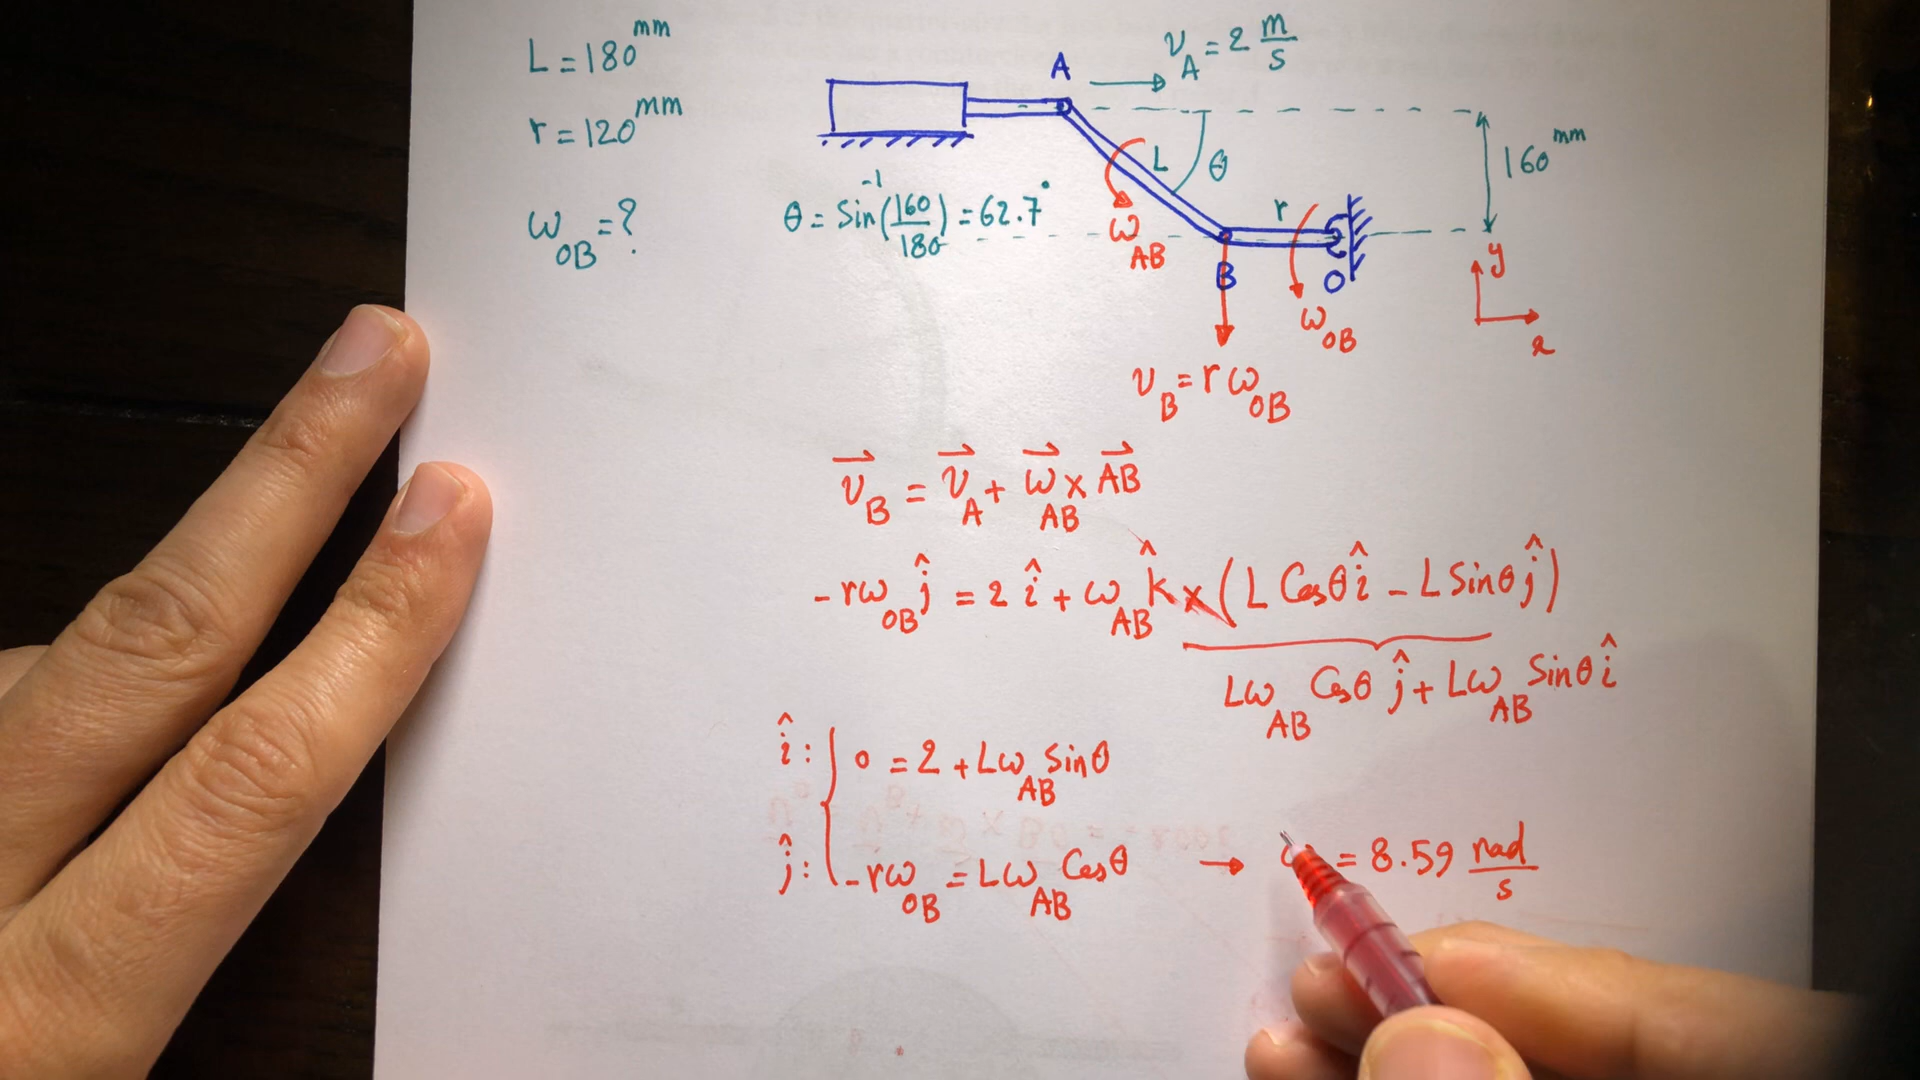 L = 180 mm
r = 120 mm
ω_OB = ?
A
v_A = 2 m/s
θ = Sin⁻¹(160/180) = 62.7°
L
θ
160 mm
r
ω_AB
B
O
ω_OB
y
x
v_B = r ω_OB
v⃗_B = v⃗_A + ω⃗_AB × A⃗B⃗
- rω_OB ĵ = 2 î + ω_AB k̂ × (L Cosθ î - L Sinθ ĵ)
Lω_AB Cosθ ĵ + Lω_AB Sinθ î
î : 0 = 2 + Lω_AB Sinθ
ĵ : - rω_OB = Lω_AB Cosθ → = 8.59 rad/s